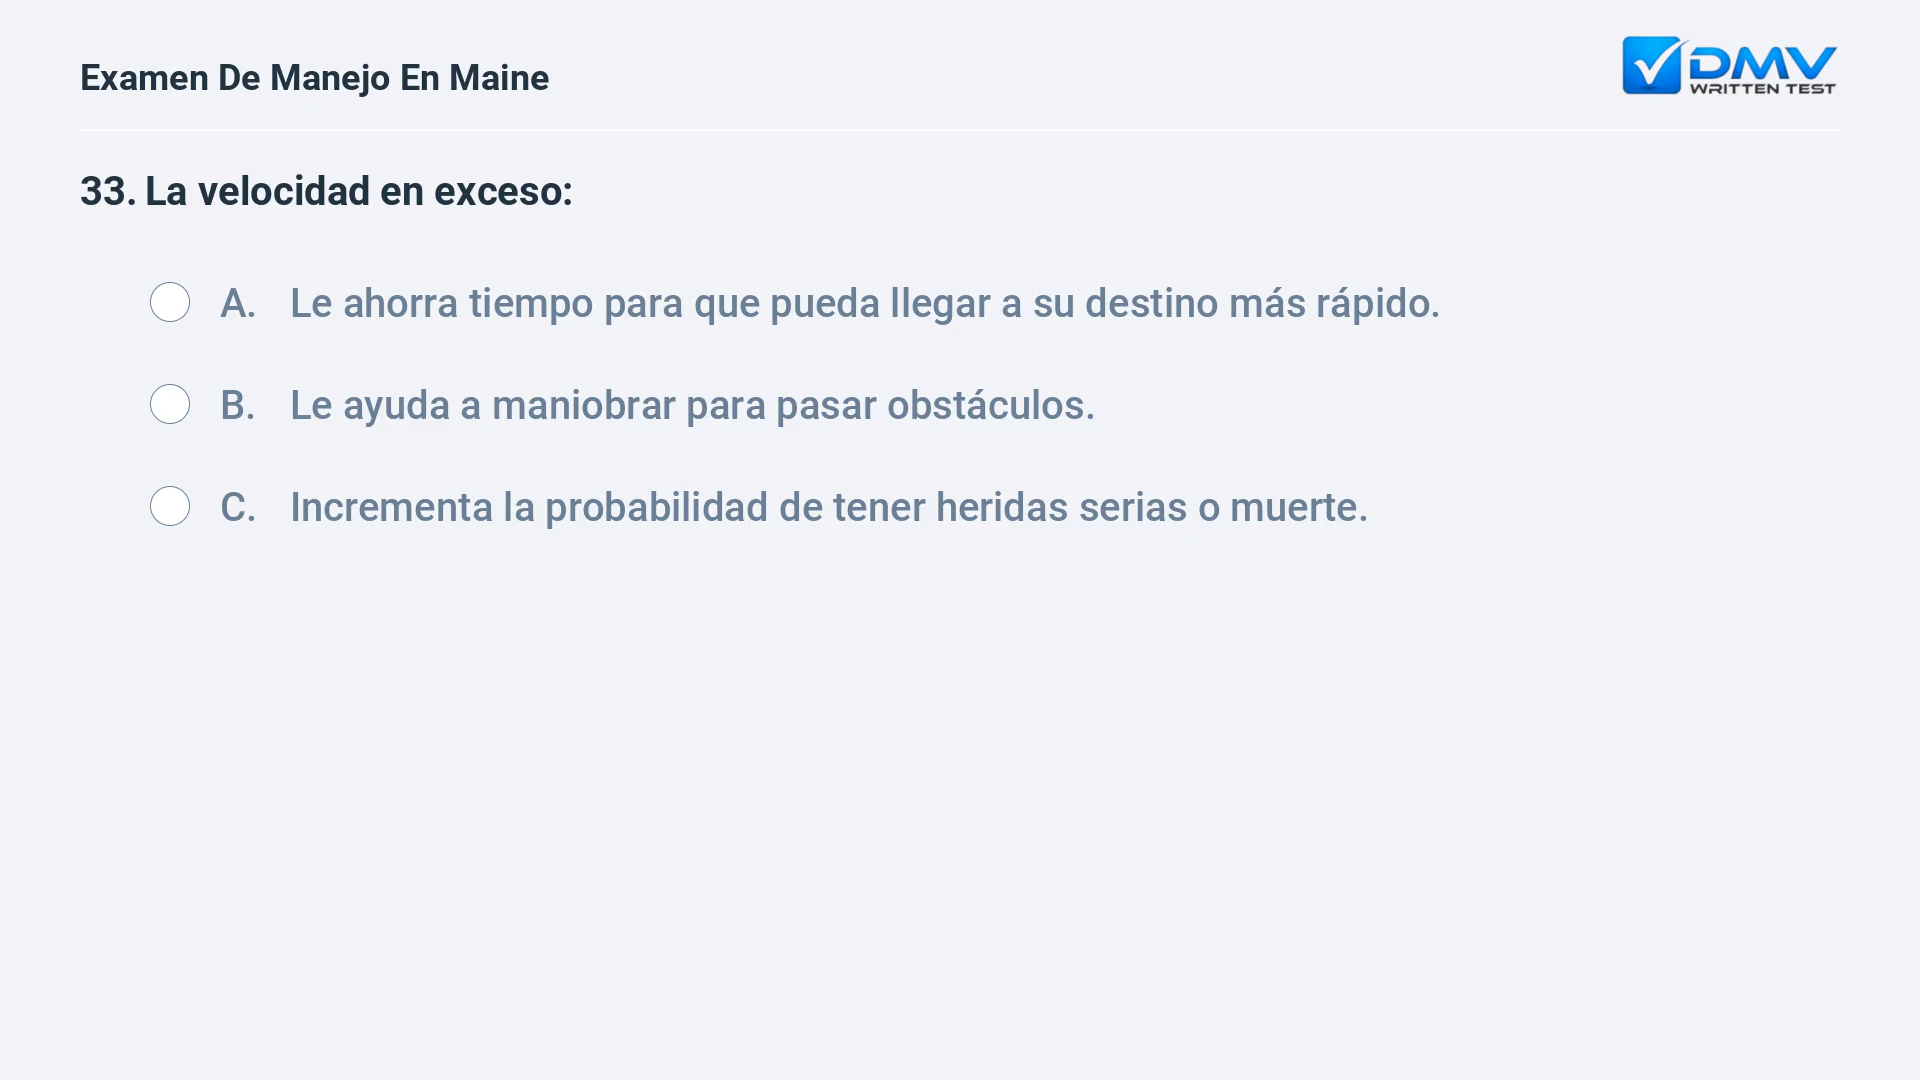 Examen De Manejo En Maine
DMV
WRITTEN TEST
33. La velocidad en exceso:
A. Le ahorra tiempo para que pueda llegar a su destino más rápido.
B. Le ayuda a maniobrar para pasar obstáculos.
C. Incrementa la probabilidad de tener heridas serias o muerte.